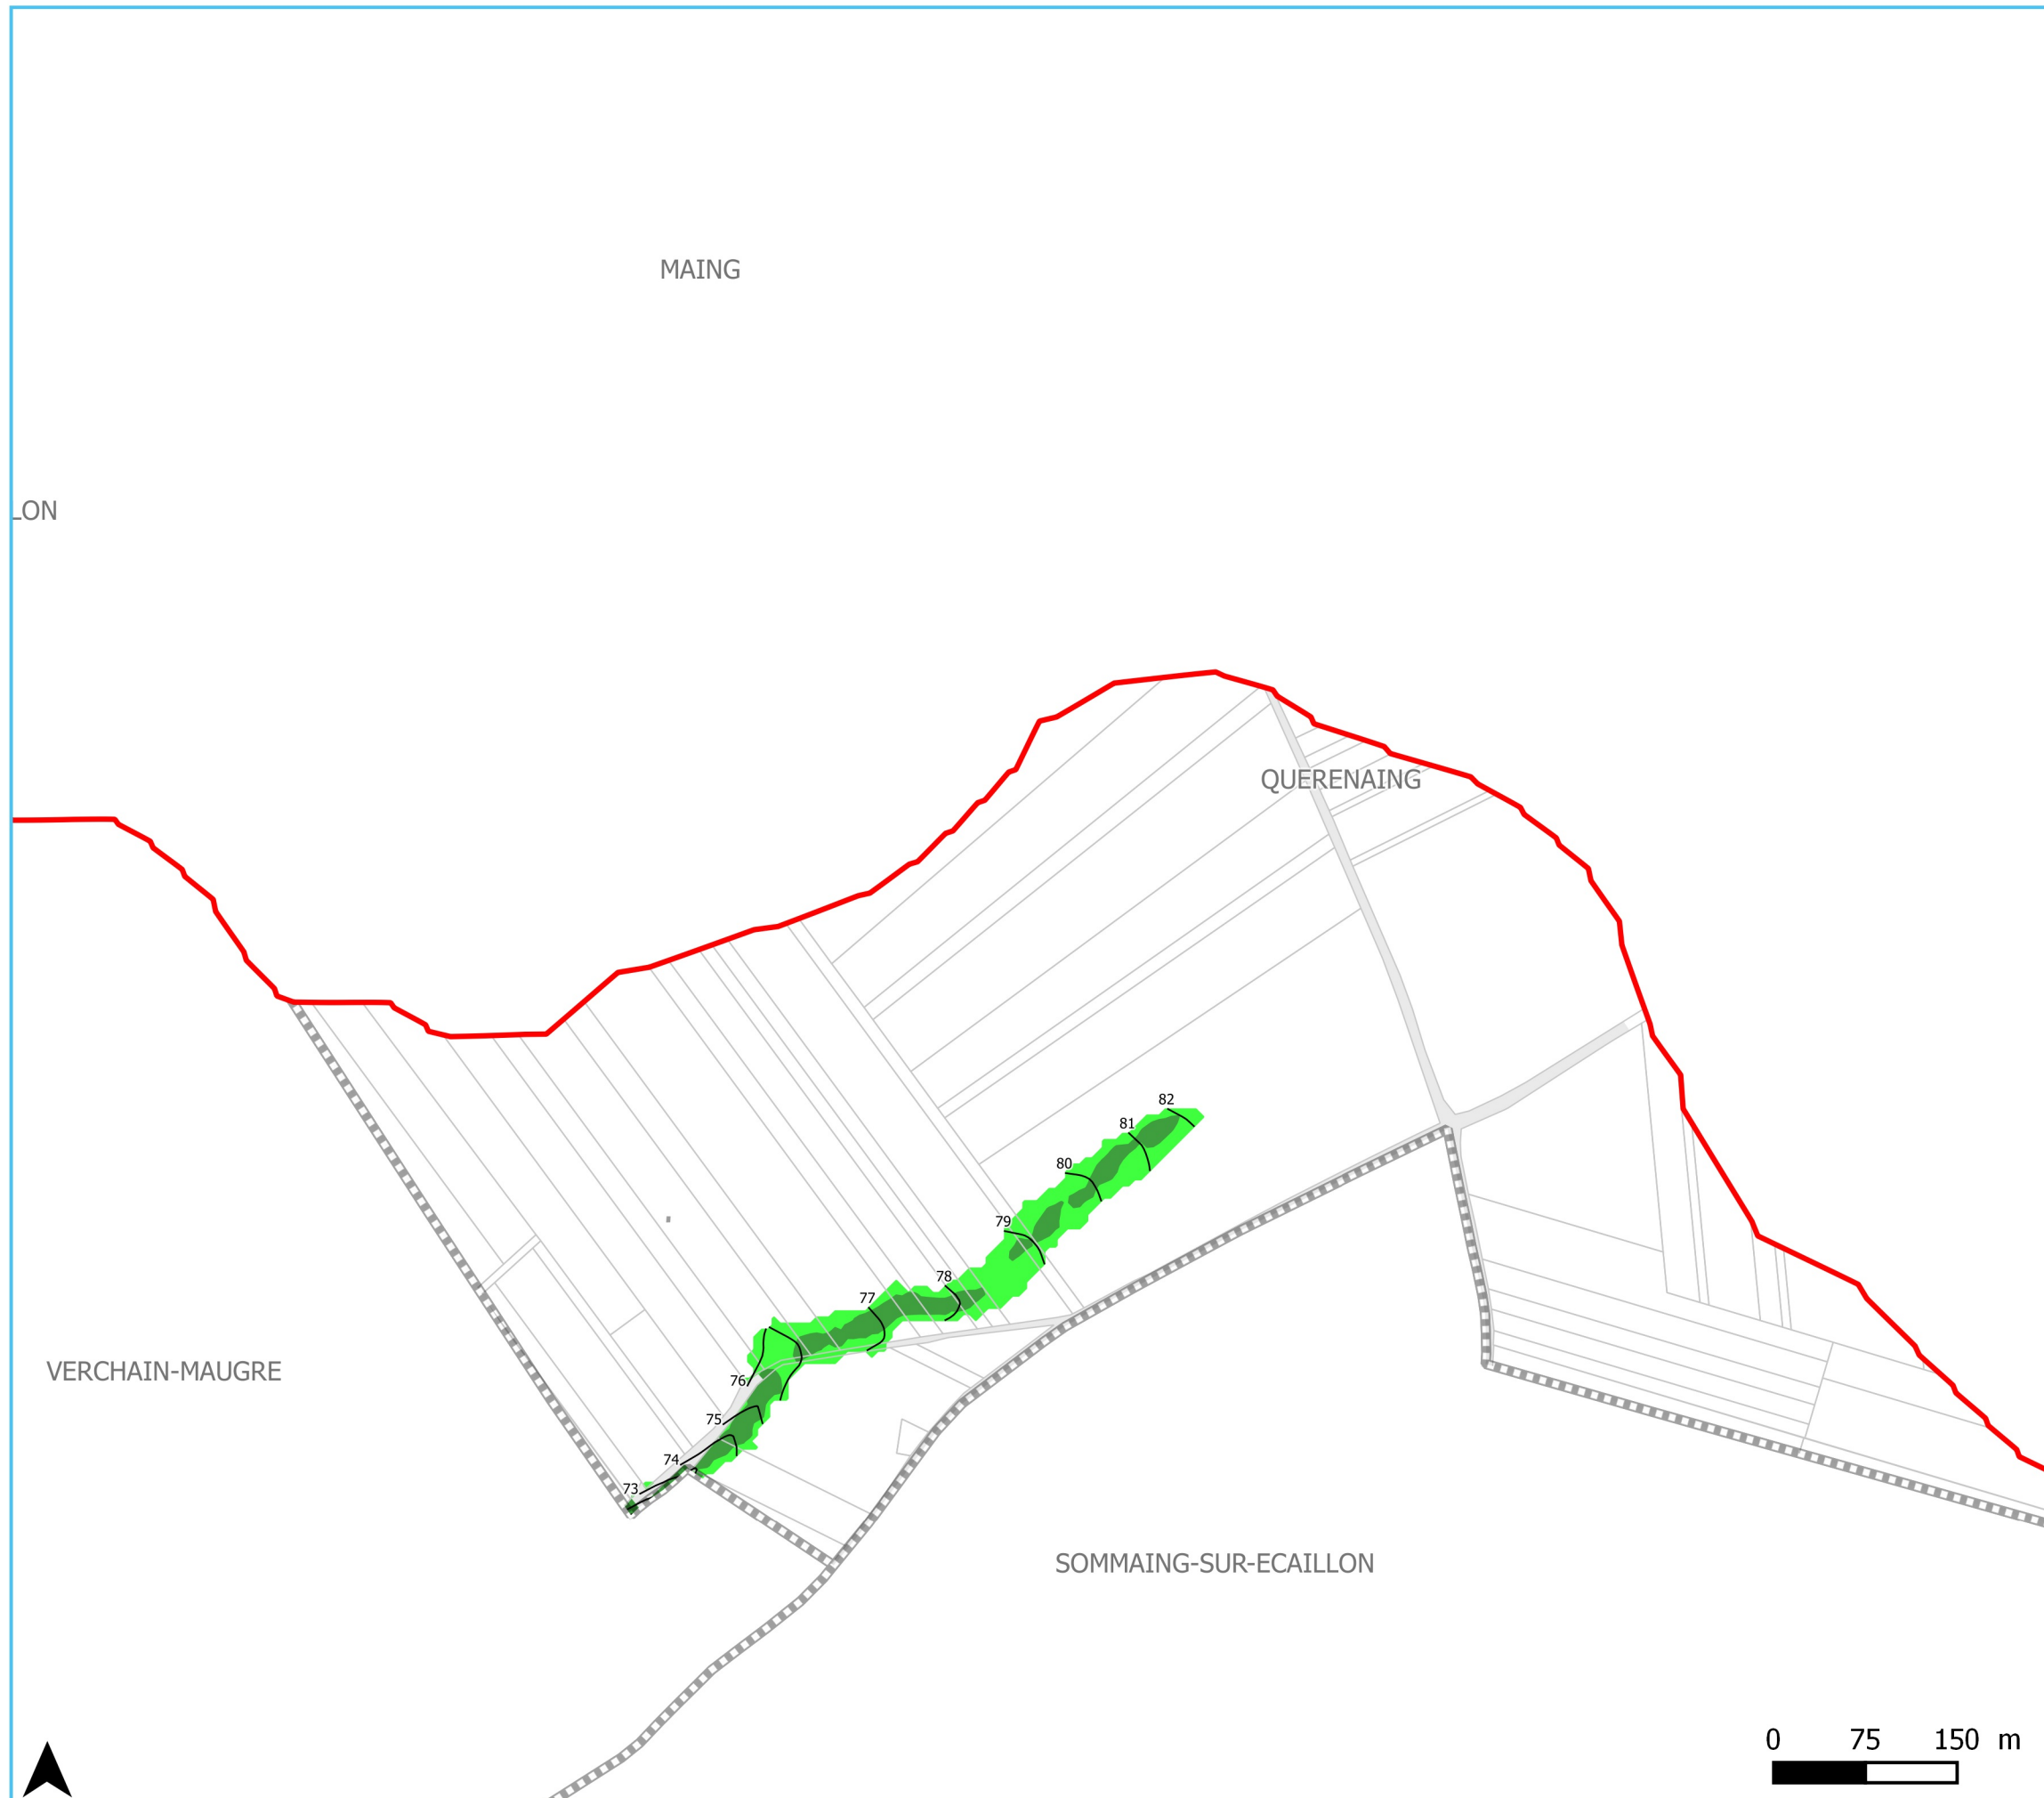 MAING
LON
QUERENAING
82
81
80
79
78
77
76
75
74
73
VERCHAIN-MAUGRE
SOMMAING-SUR-ECAILLON
0 75 150 m